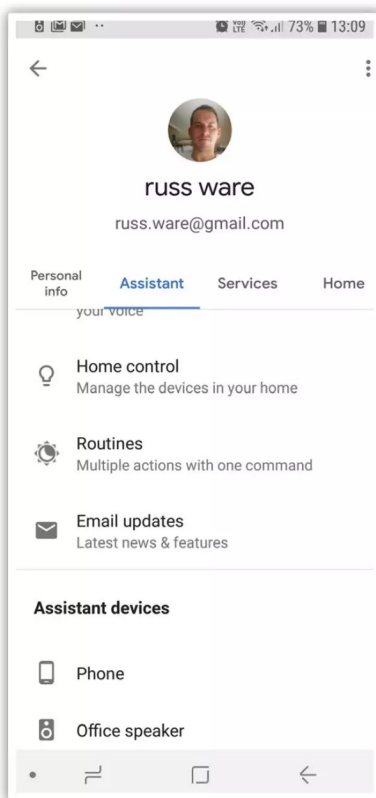 Vo))
LTE 73% 13:09
russ ware
russ.ware@gmail.com
Personal
info
Assistant Services Home
your voice
Home control
Manage the devices in your home
Routines
Multiple actions with one command
Email updates
Latest news & features
Assistant devices
Phone
Office speaker